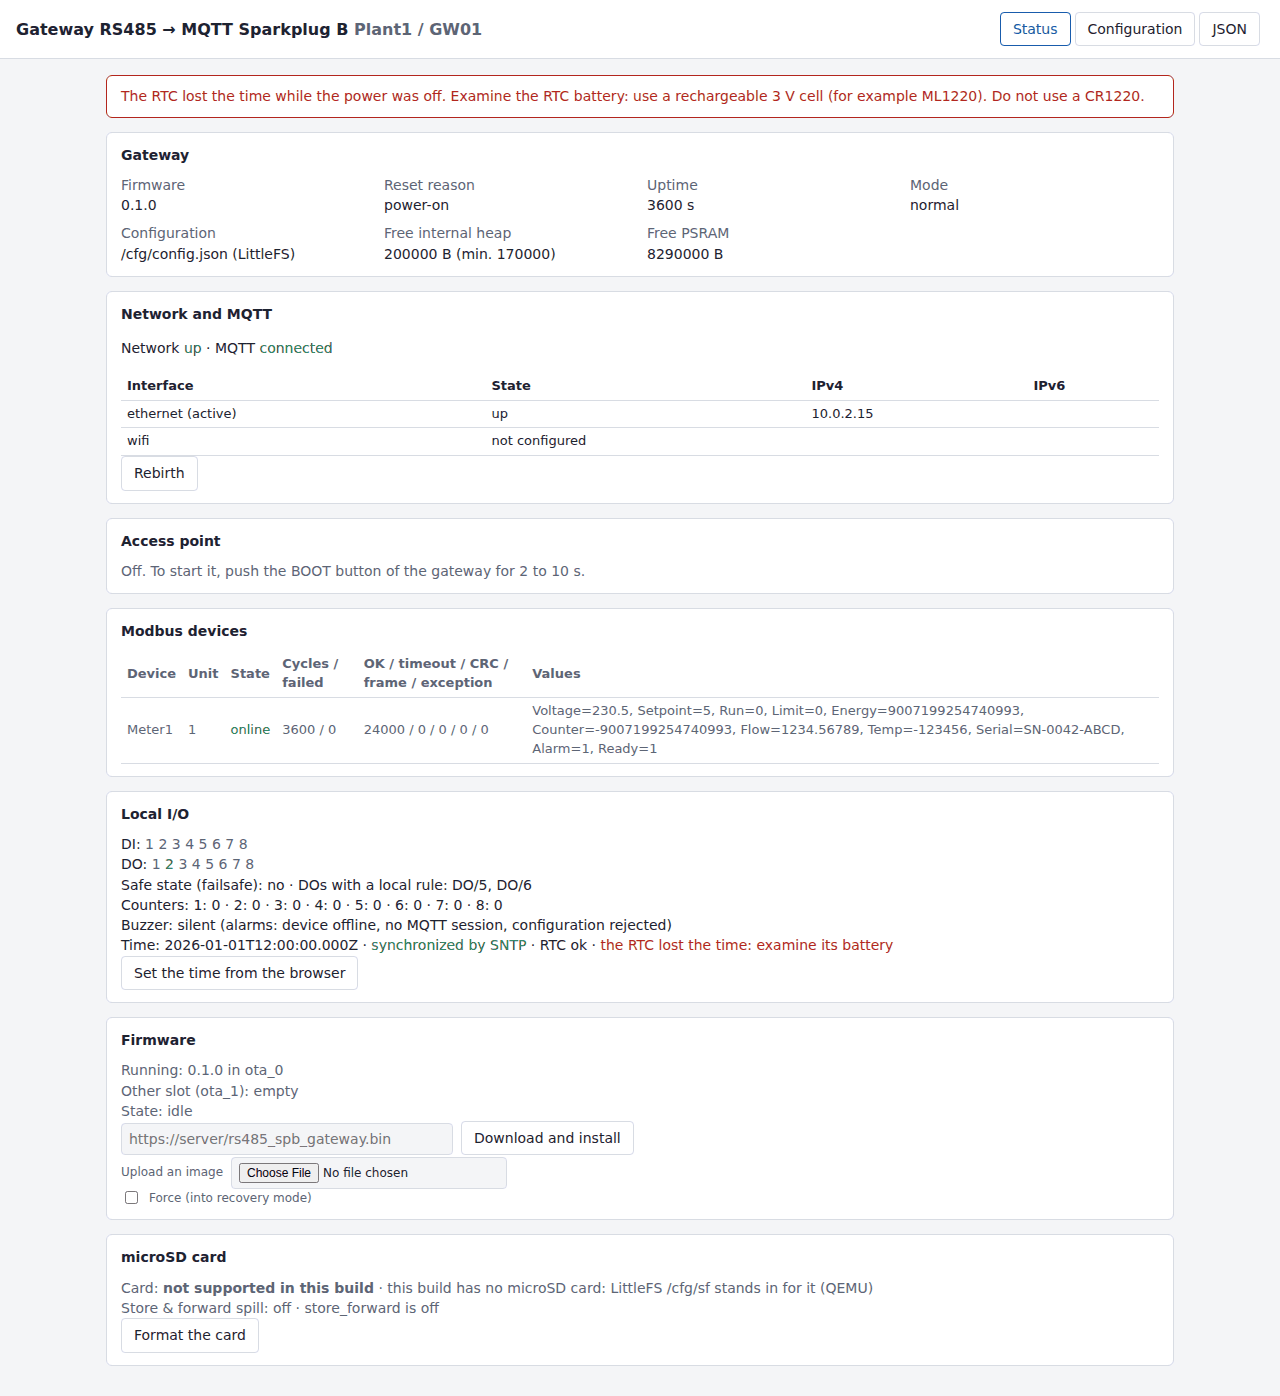 Gateway RS485 → MQTT Sparkplug B Plant1 / GW01
Status Configuration JSON
The RTC lost the time while the power was off. Examine the RTC battery: use a rechargeable 3 V cell (for example ML1220). Do not use a CR1220.
Gateway
Firmware Reset reason Uptime Mode
0.1.0 power-on 3600 s normal
Configuration Free internal heap Free PSRAM
/cfg/config.json (LittleFS) 200000 B (min. 170000) 8290000 B
Network and MQTT
Network up · MQTT connected
Interface State IPv4 IPv6
ethernet (active) up 10.0.2.15
wifi not configured
Rebirth
Access point
Off. To start it, push the BOOT button of the gateway for 2 to 10 s.
Modbus devices
Device Unit State Cycles / failed OK / timeout / CRC / frame / exception Values
Meter1 1 online 3600 / 0 24000 / 0 / 0 / 0 / 0 Voltage=230.5, Setpoint=5, Run=0, Limit=0, Energy=9007199254740993,
Counter=-9007199254740993, Flow=1234.56789, Temp=-123456, Serial=SN-0042-ABCD,
Alarm=1, Ready=1
Local I/O
DI: 1 2 3 4 5 6 7 8
DO: 1 2 3 4 5 6 7 8
Safe state (failsafe): no · DOs with a local rule: DO/5, DO/6
Counters: 1: 0 · 2: 0 · 3: 0 · 4: 0 · 5: 0 · 6: 0 · 7: 0 · 8: 0
Buzzer: silent (alarms: device offline, no MQTT session, configuration rejected)
Time: 2026-01-01T12:00:00.000Z · synchronized by SNTP · RTC ok · the RTC lost the time: examine its battery
Set the time from the browser
Firmware
Running: 0.1.0 in ota_0
Other slot (ota_1): empty
State: idle
https://server/rs485_spb_gateway.bin Download and install
Upload an image Choose File No file chosen
Force (into recovery mode)
microSD card
Card: not supported in this build · this build has no microSD card: LittleFS /cfg/sf stands in for it (QEMU)
Store & forward spill: off · store_forward is off
Format the card